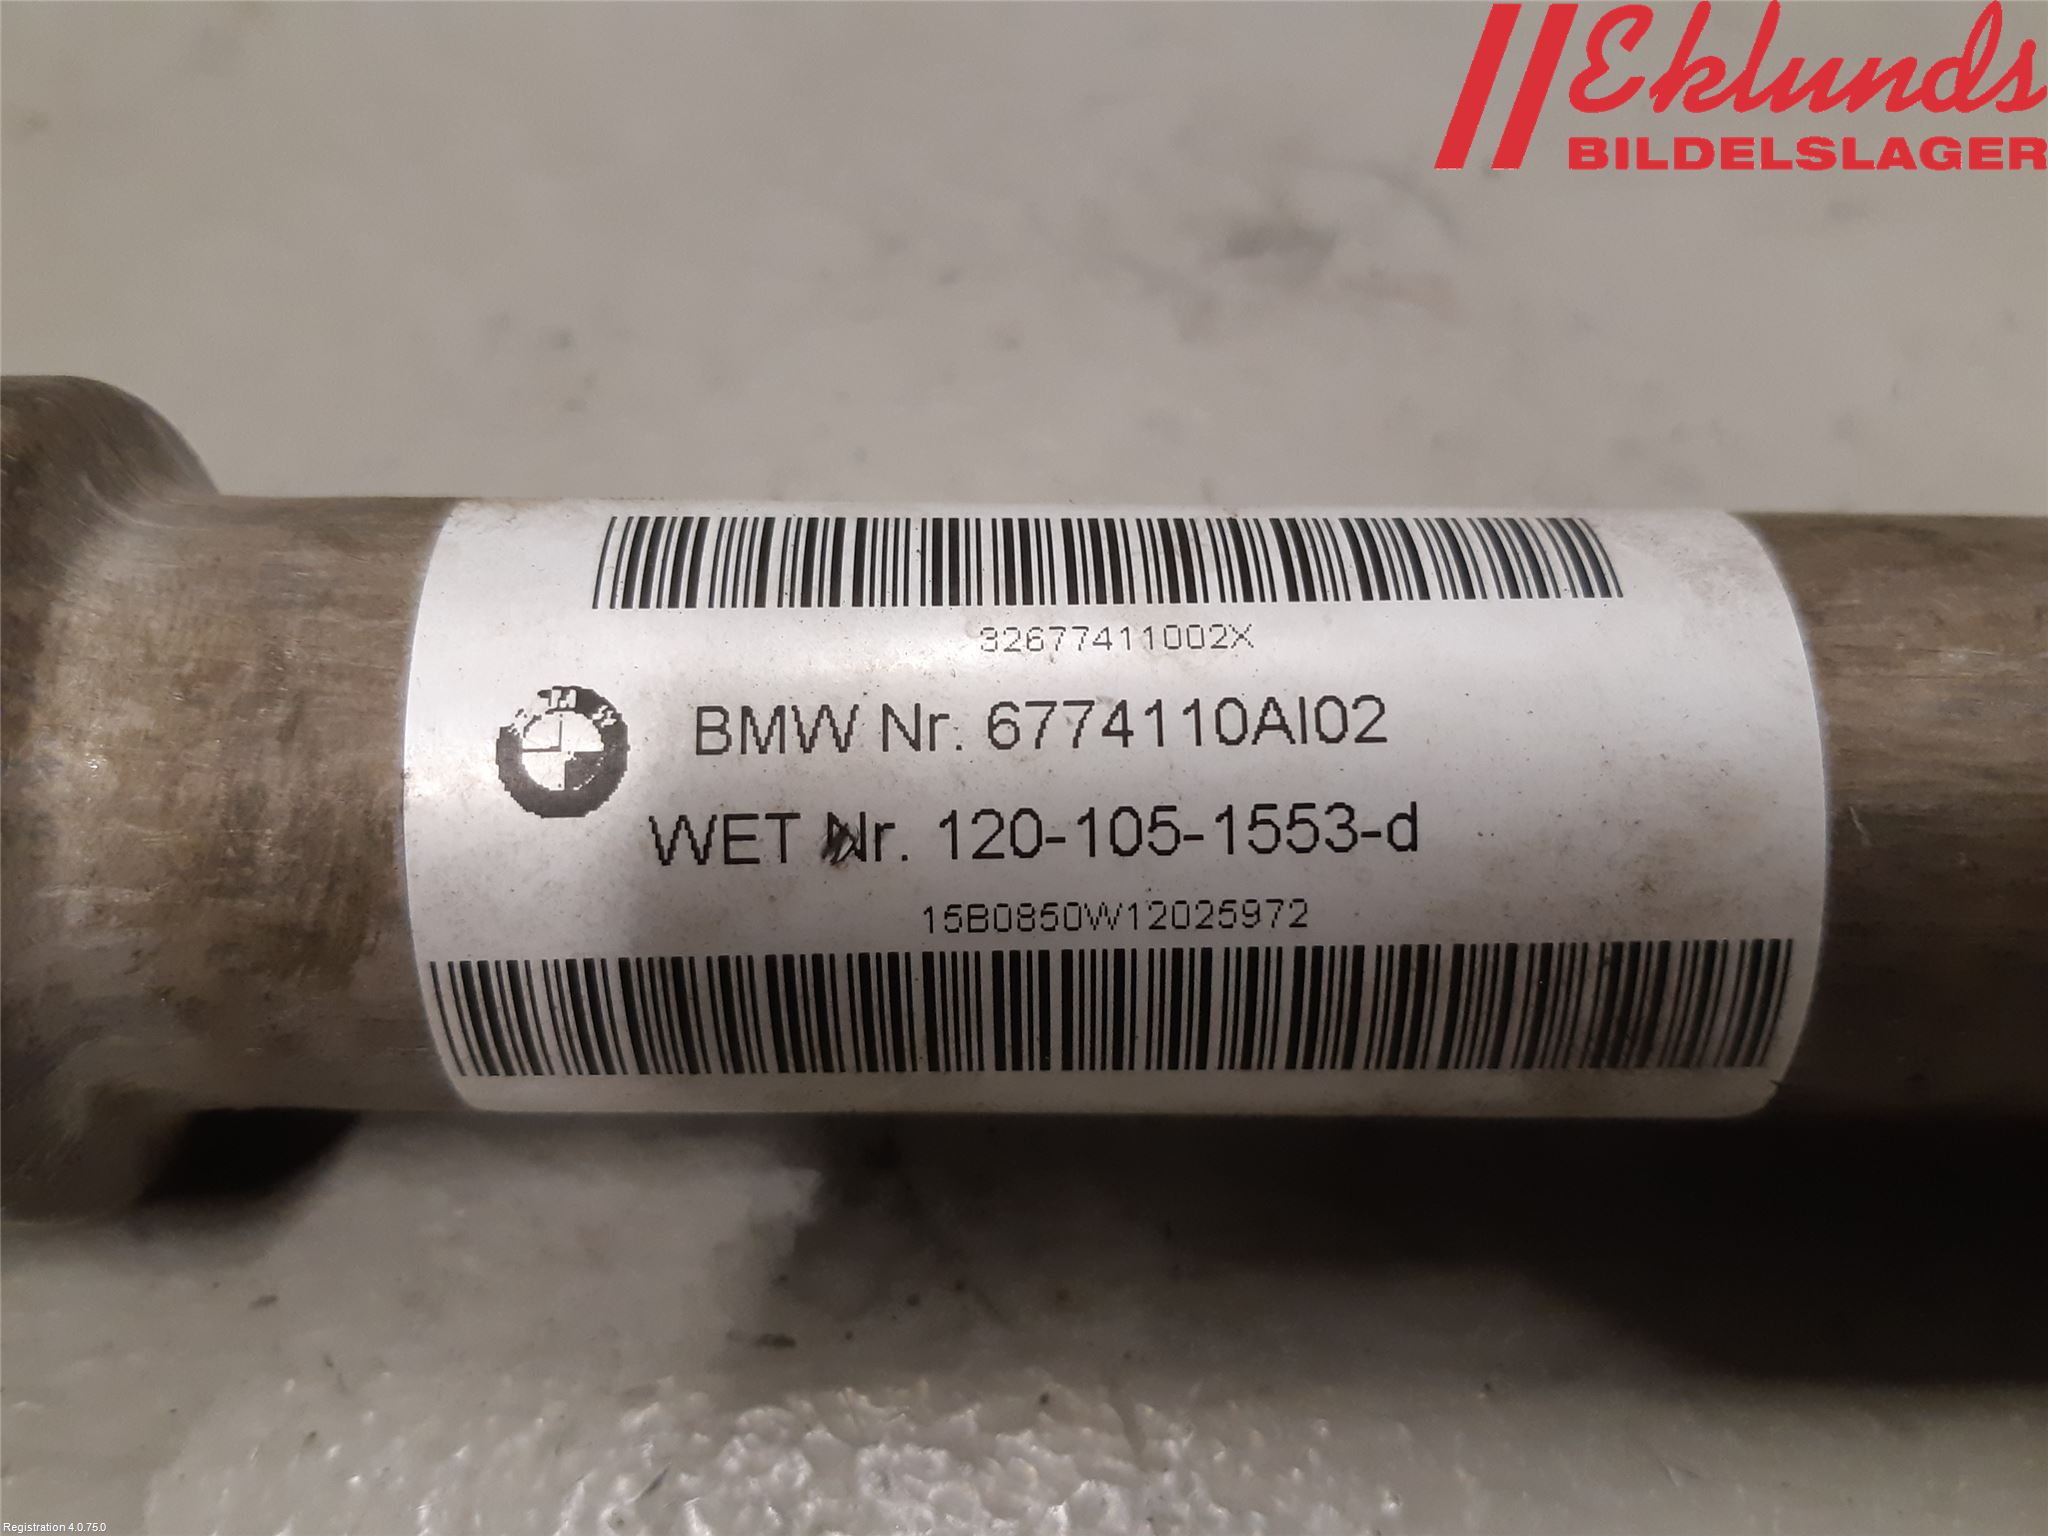 Eklunds
BILDELSLAGER
32677411002X
BMW Nr. 6774110AI02
WET Nr. 120-105-1553-d
15B0850W12025972
Registration 4.0.75.0